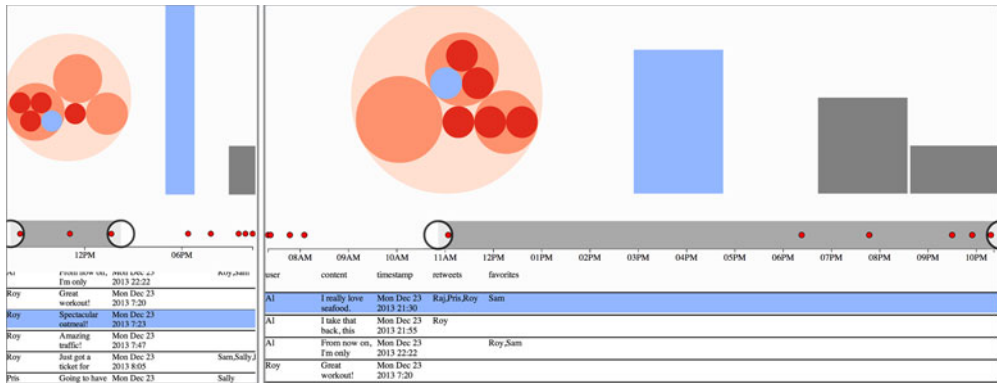 12PM 06PM
Al From now on, Mon Dec 23 Roy,Sam
I'm only 2013 22:22
Roy Great Mon Dec 23
workout! 2013 7:20
Roy Spectacular Mon Dec 23
oatmeal! 2013 7:23
Roy Amazing Mon Dec 23
traffic! 2013 7:47
Roy Just got a Mon Dec 23 Sam,Sally,
ticket for 2013 8:05
Pris Going to have Mon Dec 23 Sally
08AM 09AM 10AM 11AM 12PM 01PM 02PM 03PM 04PM 05PM 06PM 07PM 08PM 09PM 10PM
user content timestamp retweets favorites
Al I really love Mon Dec 23 Raj,Pris,Roy Sam
seafood. 2013 21:30
Al I take that Mon Dec 23 Roy
back, this 2013 21:55
Al From now on, Mon Dec 23 Roy,Sam
I'm only 2013 22:22
Roy Great Mon Dec 23
workout! 2013 7:20